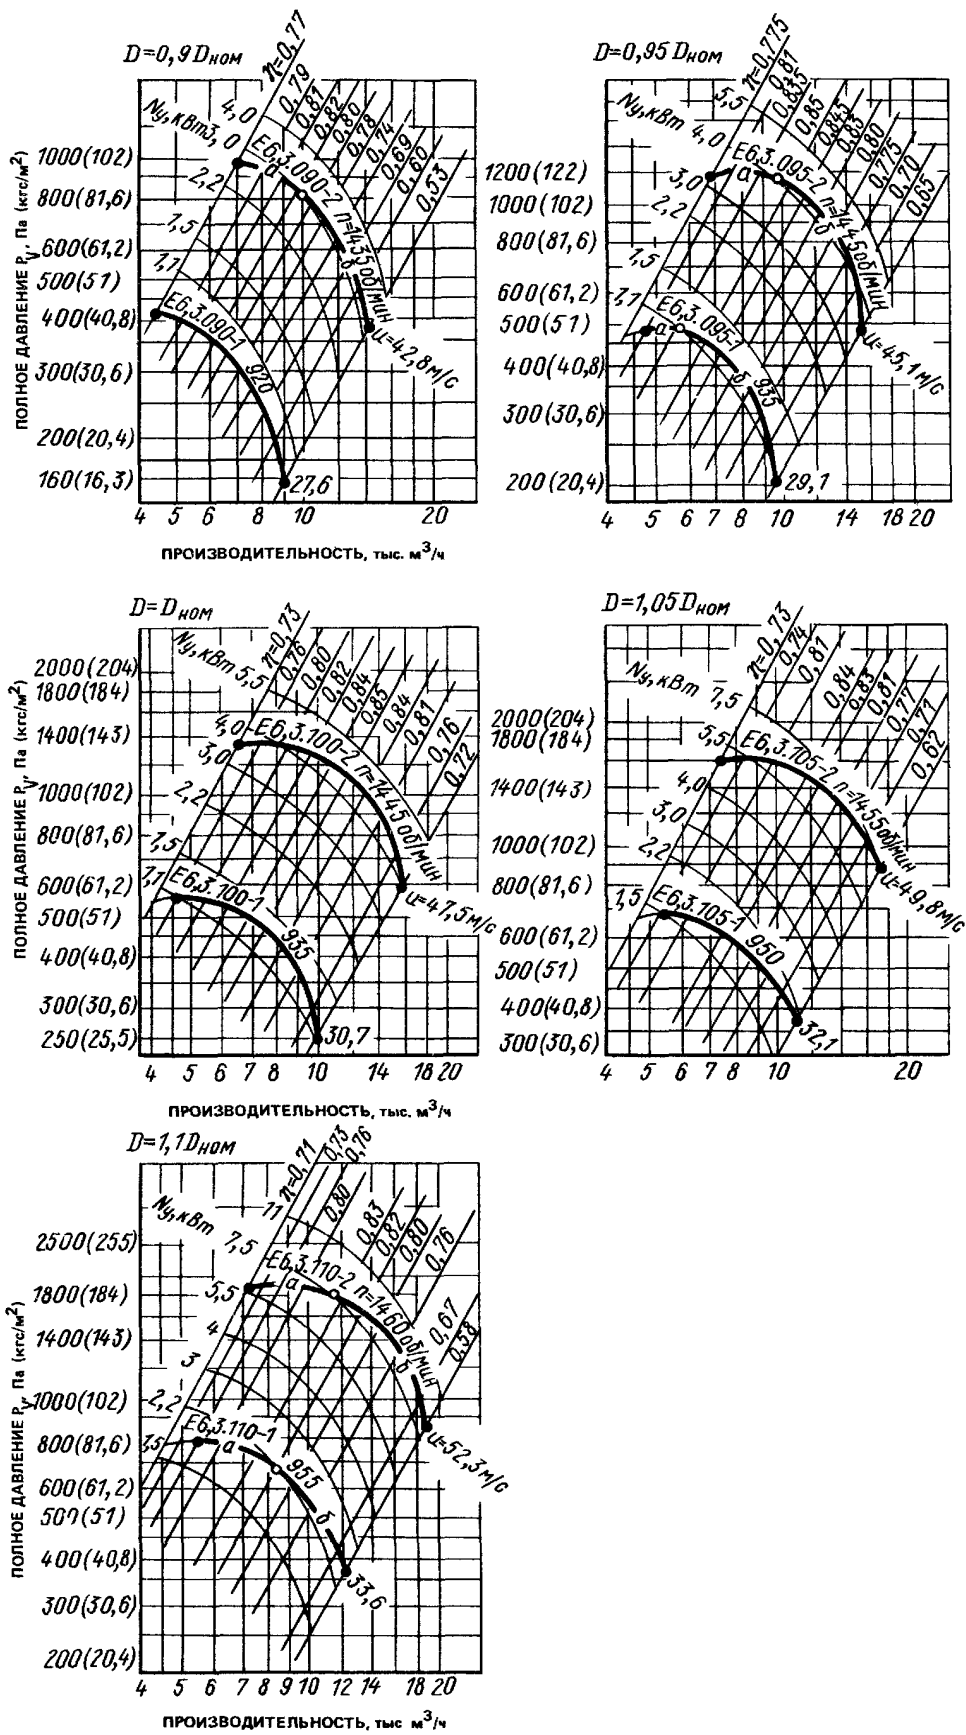 D=0,9Dном
Nу, кВт
4,0
3,0
2,2
1,5
1,1
η=0,77
0,79
0,81
0,82
0,80
0,78
0,74
0,69
0,60
0,53
Е6,3.090-2 n=1435 об/мин
а
б
u=42,8м/с
Е6,3.090-1
920
27,6
ПОЛНОЕ ДАВЛЕНИЕ Pv, Па (кгс/м²)
1000(102)
800(81,6)
600(61,2)
500(51)
400(40,8)
300(30,6)
200(20,4)
160(16,3)
4 5 6 8 10 20
ПРОИЗВОДИТЕЛЬНОСТЬ, тыс. м³/ч
D=0,95Dном
Nу, кВт
5,5
4,0
3,0
2,2
1,5
1,1
η=0,775
0,81
0,835
0,85
0,845
0,83
0,80
0,775
0,70
0,65
Е6,3.095-2 n=1445об/мин
а
б
u=45,1м/с
Е6,3.095-1
а
б
935
29,1
1200(122)
1000(102)
800(81,6)
600(61,2)
500(51)
400(40,8)
300(30,6)
200(20,4)
4 5 6 7 8 10 14 18 20
D=Dном
Nу, кВт 5,5
4,0
3,0
2,2
1,5
1,1
η=0,73
0,76
0,80
0,82
0,84
0,85
0,84
0,81
0,76
0,72
Е6,3.100-2 n=1445об/мин
u=47,5м/с
Е6,3.100-1
935
30,7
ПОЛНОЕ ДАВЛЕНИЕ Pv, Па (кгс/м²)
2000(204)
1800(184)
1400(143)
1000(102)
800(81,6)
600(61,2)
500(51)
400(40,8)
300(30,6)
250(25,5)
4 5 6 7 8 10 14 18 20
ПРОИЗВОДИТЕЛЬНОСТЬ, тыс. м³/ч
D=1,05Dном
Nу, кВт 7,5
5,5
4,0
3,0
2,2
1,5
η=0,73
0,74
0,81
0,84
0,83
0,81
0,77
0,71
0,62
Е6,3.105-2 n=1455об/мин
u=49,8м/с
Е6,3.105-1
950
32,1
2000(204)
1800(184)
1400(143)
1000(102)
800(81,6)
600(61,2)
500(51)
400(40,8)
300(30,6)
4 5 6 7 8 10 20
D=1,1Dном
Nу, кВт
11
7,5
5,5
4
3
2,2
1,5
η=0,71
0,73
0,76
0,80
0,83
0,82
0,80
0,76
0,67
0,58
Е6,3.110-2 n=1460об/мин
а
б
u=52,3м/с
Е6,3.110-1
а
955
б
33,6
ПОЛНОЕ ДАВЛЕНИЕ Pv, Па (кгс/м²)
2500(255)
1800(184)
1400(143)
1000(102)
800(81,6)
600(61,2)
500(51)
400(40,8)
300(30,6)
200(20,4)
4 5 6 7 8 9 10 12 14 18 20
ПРОИЗВОДИТЕЛЬНОСТЬ, тыс м³/ч